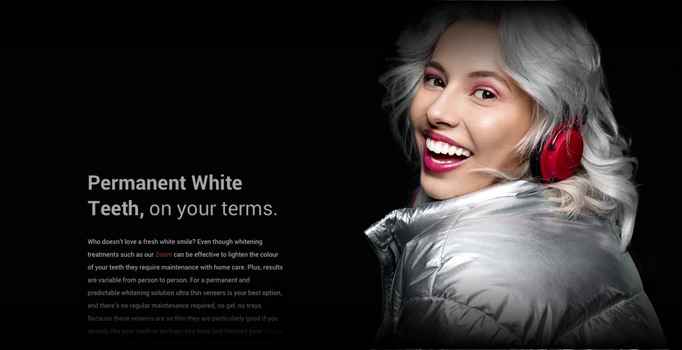 Permanent White
Teeth, on your terms.
Who doesn't love a fresh white smile? Even though whitening
treatments such as our Zoom! can be effective to lighten the colour
of your teeth they require maintenance with home care. Plus, results
are variable from person to person. For a permanent and
predictable whitening solution ultra thin veneers is your best option,
and there's no regular maintenance required, no gel, no trays.
Because these veneers are so thin they are particularly good if you